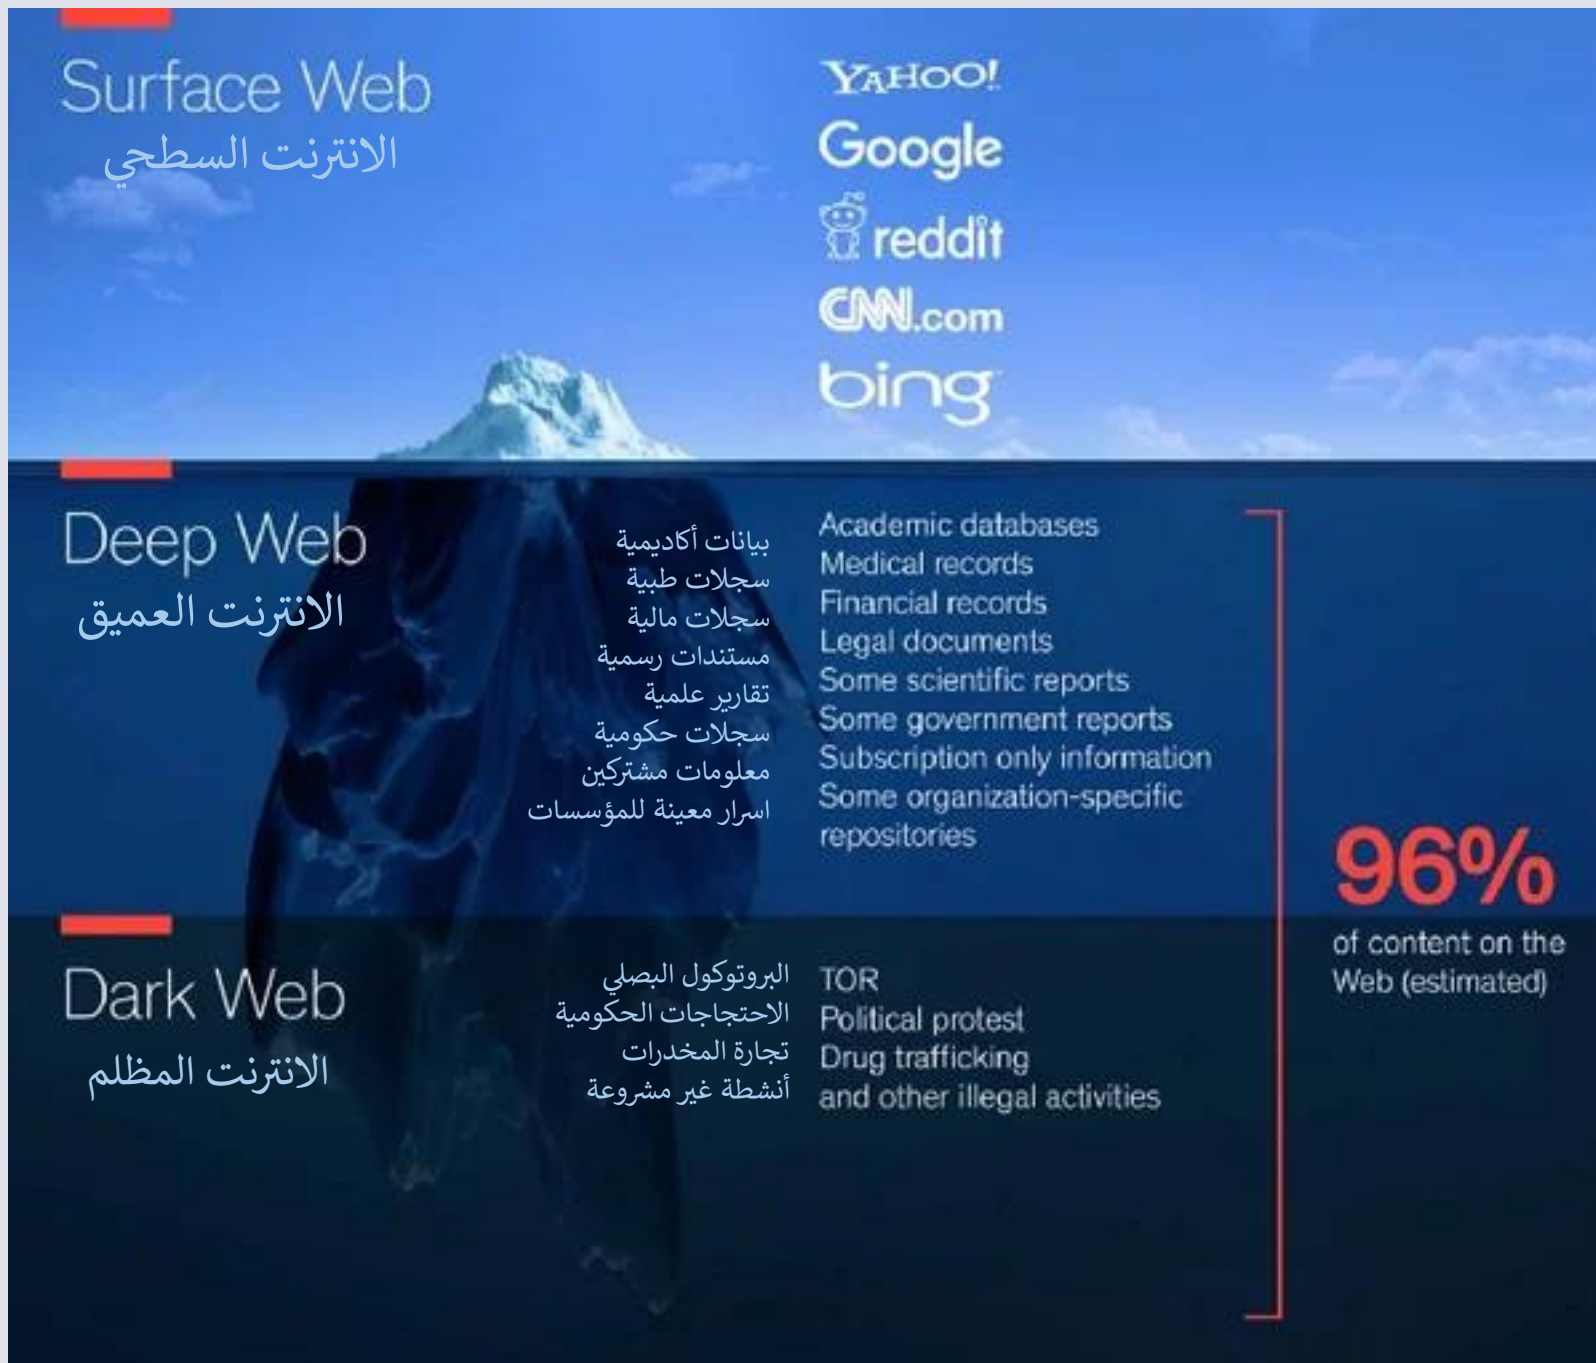 Surface Web
الانترنت السطحي
YAHOO!
Google
reddit
CNN.com
bing
Deep Web
الانترنت العميق
بيانات أكاديمية
سجلات طبية
سجلات مالية
مستندات رسمية
تقارير علمية
سجلات حكومية
معلومات مشتركين
اسرار معينة للمؤسسات
Academic databases
Medical records
Financial records
Legal documents
Some scientific reports
Some government reports
Subscription only information
Some organization-specific
repositories
96%
of content on the
Web (estimated)
Dark Web
الانترنت المظلم
البروتوكول البصلي
الاحتجاجات الحكومية
تجارة المخدرات
أنشطة غير مشروعة
TOR
Political protest
Drug trafficking
and other illegal activities